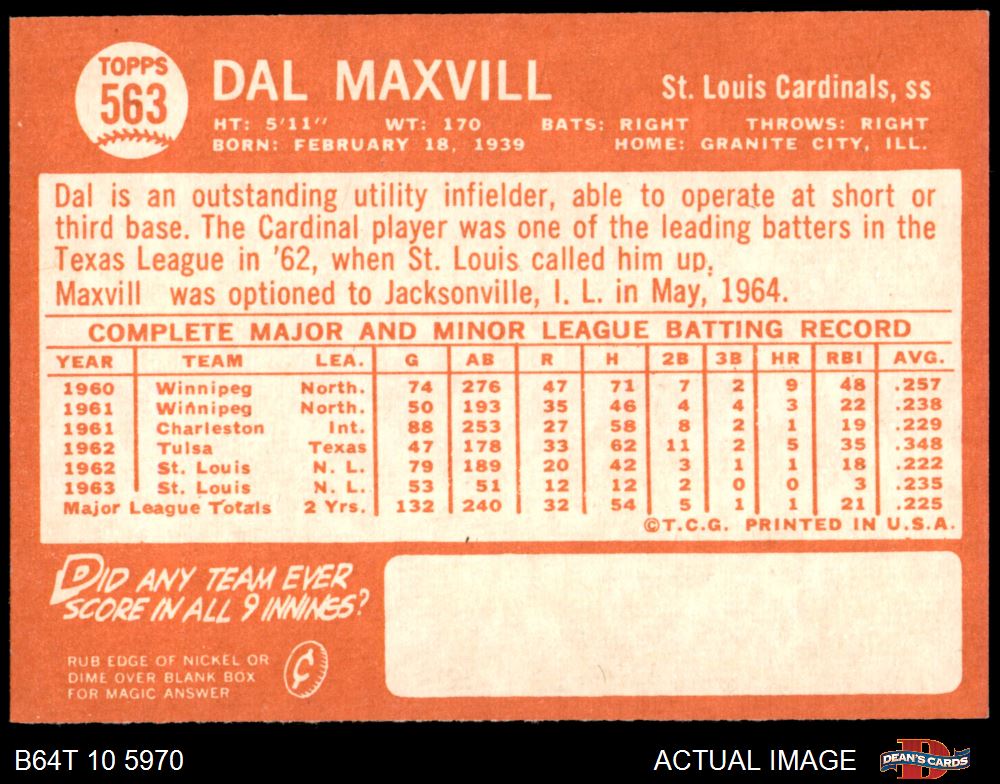 TOPPS
563
DAL MAXVILL
St. Louis Cardinals, ss
HT: 5'11" WT: 170 BATS: RIGHT THROWS: RIGHT
BORN: FEBRUARY 18, 1939 HOME: GRANITE CITY, ILL.
Dal is an outstanding utility infielder, able to operate at short or
third base. The Cardinal player was one of the leading batters in the
Texas League in '62, when St. Louis called him up.
Maxvill was optioned to Jacksonville, I. L. in May, 1964.
COMPLETE MAJOR AND MINOR LEAGUE BATTING RECORD
YEAR TEAM LEA. G AB R H 2B 3B HR RBI AVG.
1960 Winnipeg North. 74 276 47 71 7 2 9 48 .257
1961 Winnipeg North. 50 193 35 46 4 4 3 22 .238
1961 Charleston Int. 88 253 27 58 8 2 1 19 .229
1962 Tulsa Texas 47 178 33 62 11 2 5 35 .348
1962 St. Louis N. L. 79 189 20 42 3 1 1 18 .222
1963 St. Louis N. L. 53 51 12 12 2 0 0 3 .235
Major League Totals 2 Yrs. 132 240 32 54 5 1 1 21 .225
©T.C.G. PRINTED IN U.S.A.
DID ANY TEAM EVER
SCORE IN ALL 9 INNINGS?
RUB EDGE OF NICKEL OR
DIME OVER BLANK BOX
FOR MAGIC ANSWER
¢
B64T 10 5970
ACTUAL IMAGE
D
DEAN'S CARDS